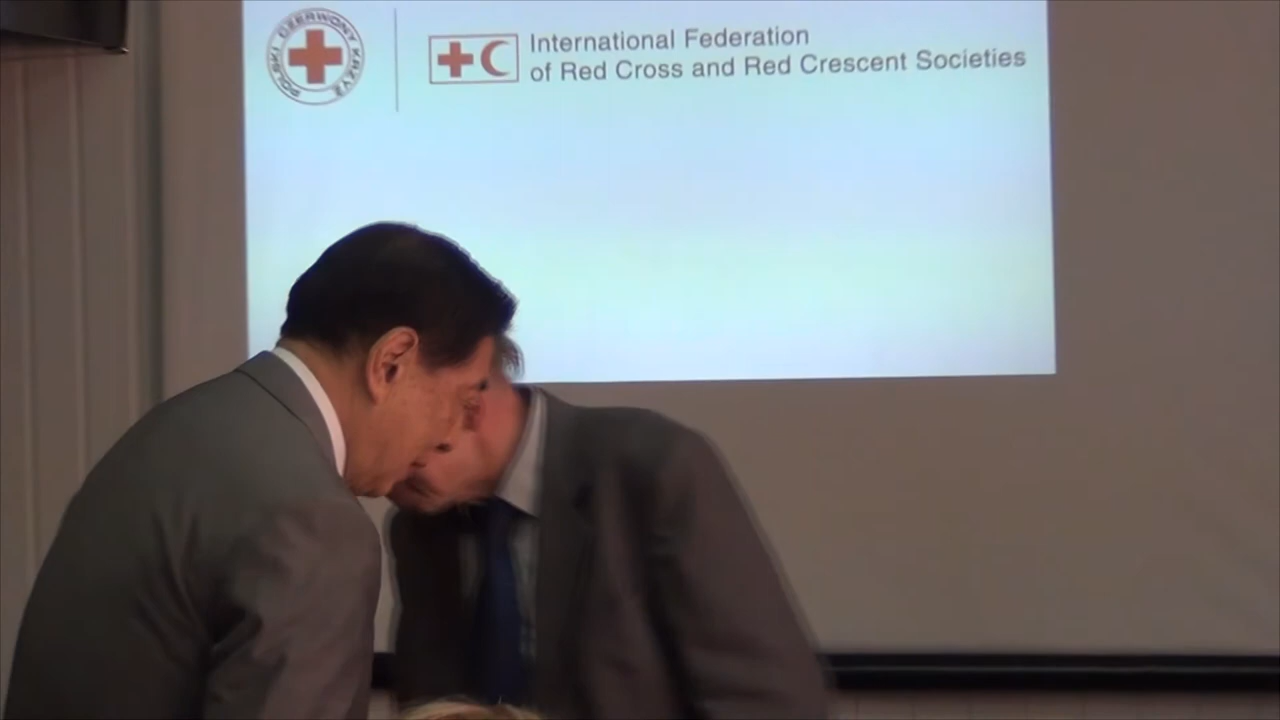 POLSKI CZERWONY KRZYŻ
International Federation
of Red Cross and Red Crescent Societies